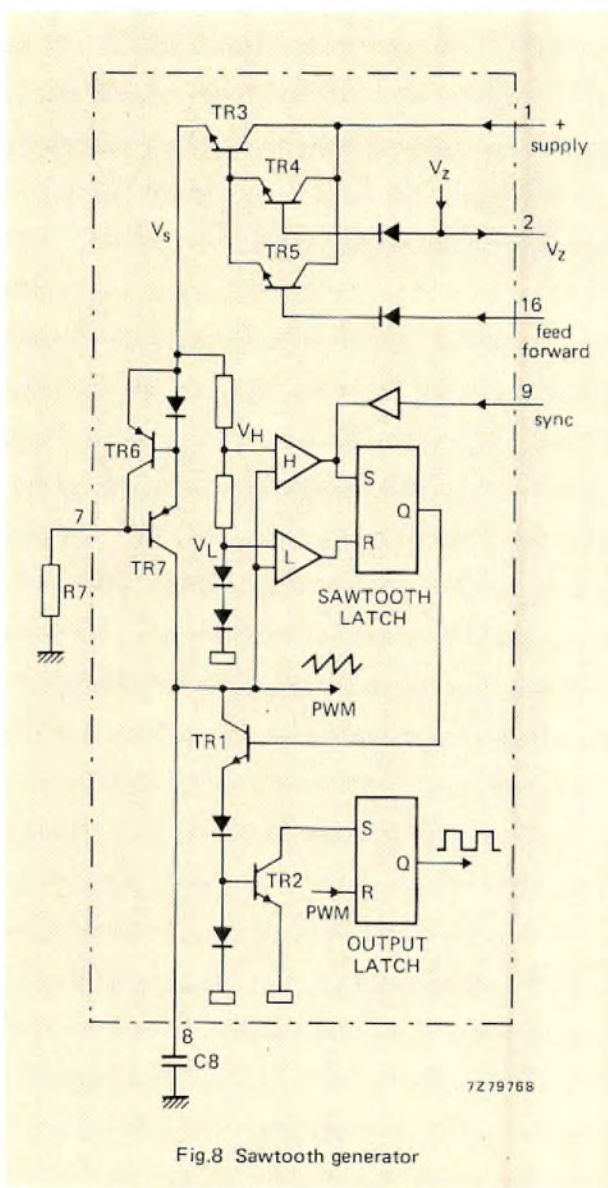 TR3
1
+
supply
TR4
Vz
Vs
2
Vz
TR5
16
feed
forward
9
sync
VH
TR6
H
S
Q
7
VL
R
TR7
L
R7
SAWTOOTH
LATCH
PWM
TR1
S
Q
TR2
PWM
R
OUTPUT
LATCH
8
C8
7Z79768
Fig.8 Sawtooth generator